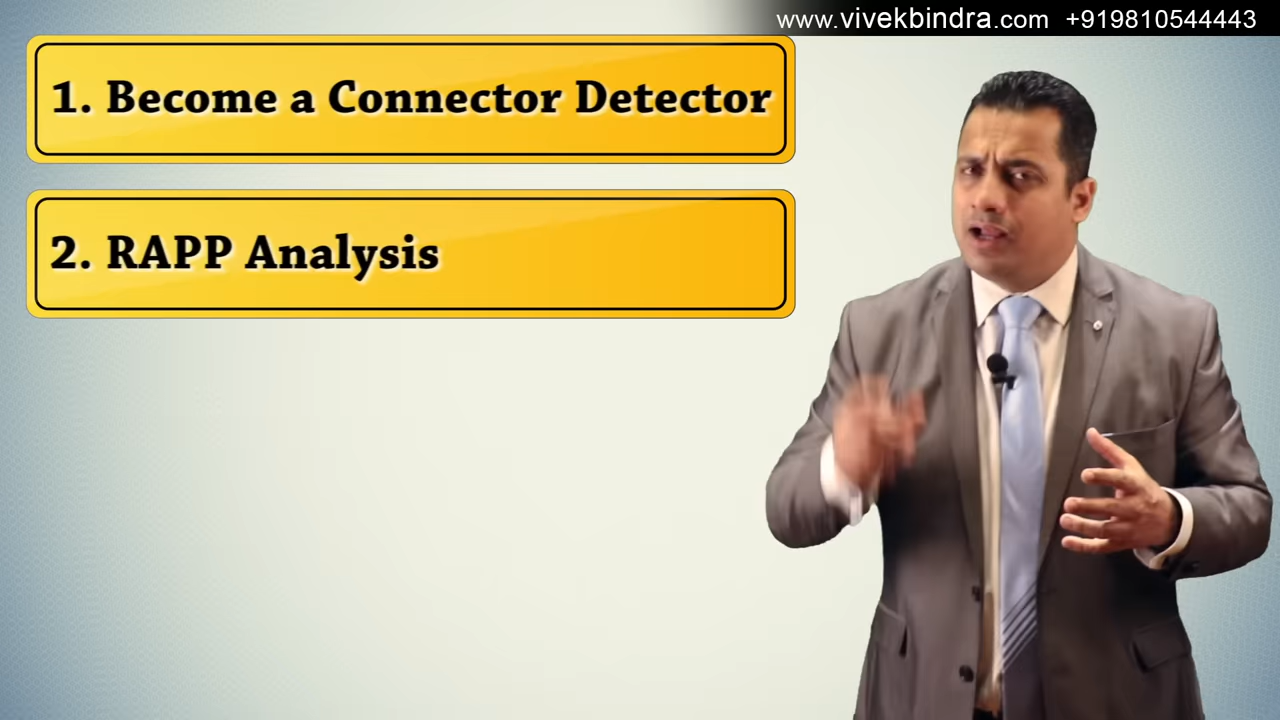 www.vivekbindra.com +919810544443
1. Become a Connector Detector
2. RAPP Analysis